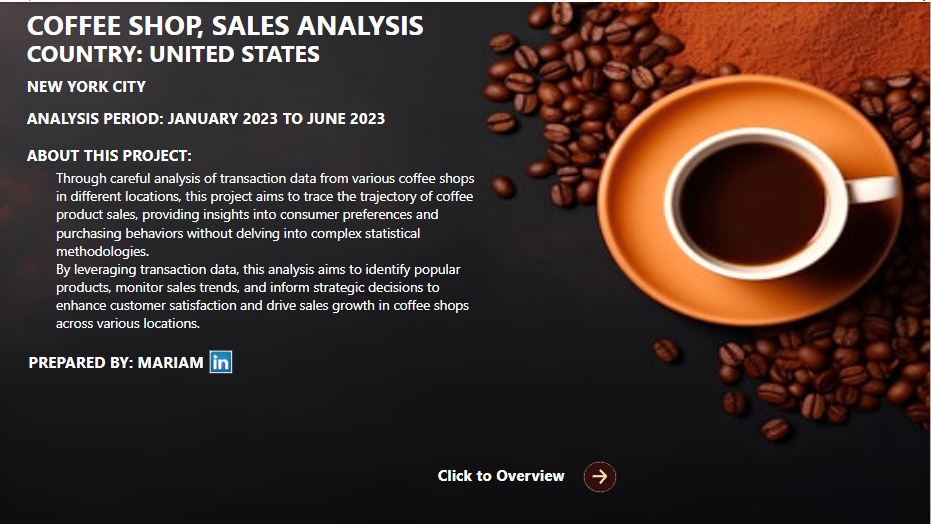 COFFEE SHOP, SALES ANALYSIS
COUNTRY: UNITED STATES
NEW YORK CITY
ANALYSIS PERIOD: JANUARY 2023 TO JUNE 2023
ABOUT THIS PROJECT:
Through careful analysis of transaction data from various coffee shops
in different locations, this project aims to trace the trajectory of coffee
product sales, providing insights into consumer preferences and
purchasing behaviors without delving into complex statistical
methodologies.
By leveraging transaction data, this analysis aims to identify popular
products, monitor sales trends, and inform strategic decisions to
enhance customer satisfaction and drive sales growth in coffee shops
across various locations.
PREPARED BY: MARIAM in
Click to Overview